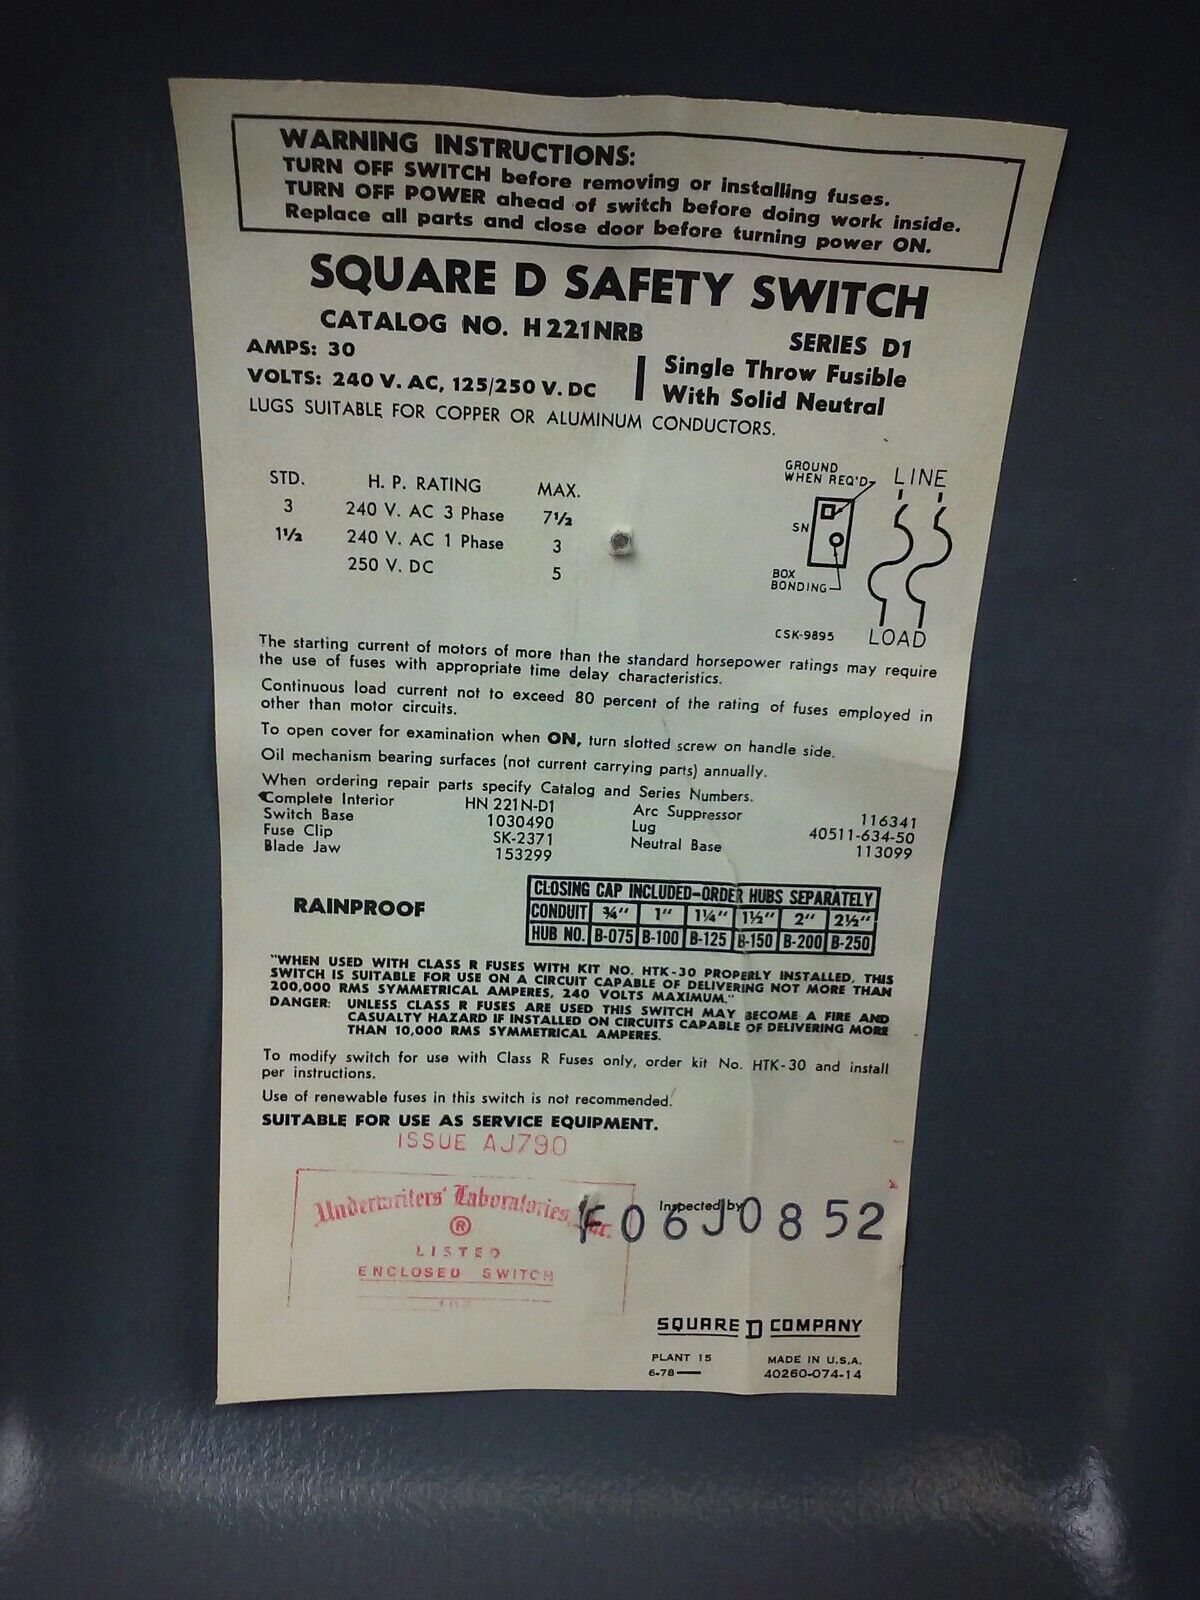 WARNING INSTRUCTIONS:
TURN OFF SWITCH before removing or installing fuses.
TURN OFF POWER ahead of switch before doing work inside.
Replace all parts and close door before turning power ON.
SQUARE D SAFETY SWITCH
CATALOG NO. H221NRB
SERIES D1
AMPS: 30
VOLTS: 240 V. AC, 125/250 V. DC
Single Throw Fusible
With Solid Neutral
LUGS SUITABLE FOR COPPER OR ALUMINUM CONDUCTORS.
STD. H. P. RATING MAX.
3 240 V. AC 3 Phase 7½
1½ 240 V. AC 1 Phase 3
250 V. DC 5
GROUND
WHEN REQ'D
LINE
SN
BOX
BONDING
CSK-9895
LOAD
The starting current of motors of more than the standard horsepower ratings may require
the use of fuses with appropriate time delay characteristics.
Continuous load current not to exceed 80 percent of the rating of fuses employed in
other than motor circuits.
To open cover for examination when ON, turn slotted screw on handle side.
Oil mechanism bearing surfaces (not current carrying parts) annually.
When ordering repair parts specify Catalog and Series Numbers.
Complete Interior HN 221N-D1 Arc Suppressor 116341
Switch Base 1030490 Lug 40511-634-50
Fuse Clip SK-2371 Neutral Base 113099
Blade Jaw 153299
RAINPROOF
CLOSING CAP INCLUDED-ORDER HUBS SEPARATELY
CONDUIT ¾" 1" 1¼" 1½" 2" 2½"
HUB NO. B-075 B-100 B-125 B-150 B-200 B-250
"WHEN USED WITH CLASS R FUSES WITH KIT NO. HTK-30 PROPERLY INSTALLED, THIS
SWITCH IS SUITABLE FOR USE ON A CIRCUIT CAPABLE OF DELIVERING NOT MORE THAN
200,000 RMS SYMMETRICAL AMPERES, 240 VOLTS MAXIMUM."
DANGER: UNLESS CLASS R FUSES ARE USED THIS SWITCH MAY BECOME A FIRE AND
CASUALTY HAZARD IF INSTALLED ON CIRCUITS CAPABLE OF DELIVERING MORE
THAN 10,000 RMS SYMMETRICAL AMPERES.
To modify switch for use with Class R Fuses only, order kit No. HTK-30 and install
per instructions.
Use of renewable fuses in this switch is not recommended.
SUITABLE FOR USE AS SERVICE EQUIPMENT.
ISSUE AJ790
Underwriters' Laboratories, Inc.
®
LISTED
ENCLOSED SWITCH
Inspected by
F06J0852
SQUARE D COMPANY
PLANT 15 MADE IN U.S.A.
6-78 40260-074-14